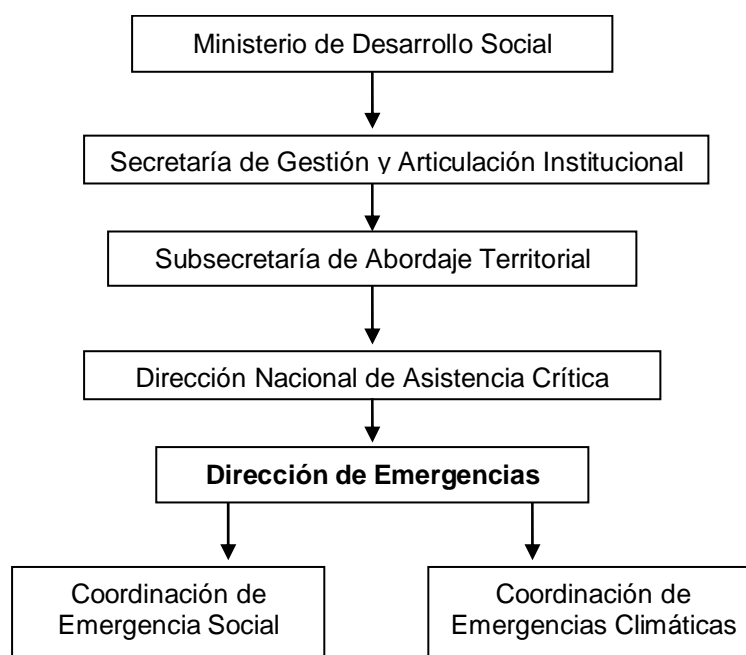 Ministerio de Desarrollo Social
Secretaría de Gestión y Articulación Institucional
Subsecretaría de Abordaje Territorial
Dirección Nacional de Asistencia Crítica
Dirección de Emergencias
Coordinación de
Emergencia Social
Coordinación de
Emergencias Climáticas